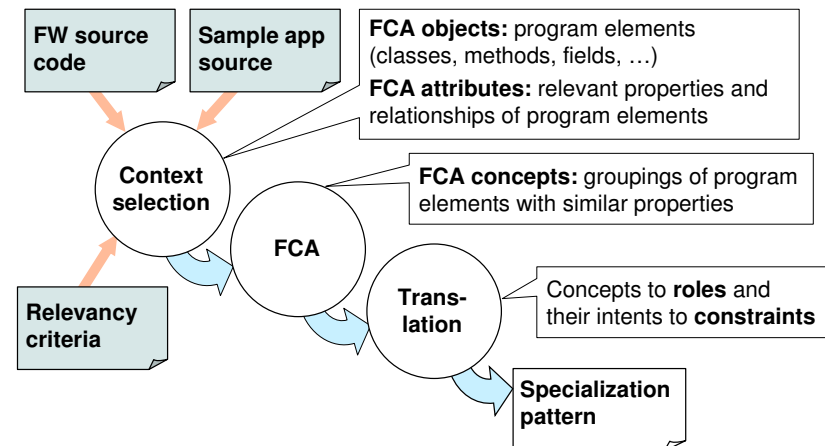 FW source
code
Sample app
source
FCA objects: program elements
(classes, methods, fields, …)
FCA attributes: relevant properties and
relationships of program elements
Context
selection
FCA concepts: groupings of program
elements with similar properties
FCA
Relevancy
criteria
Trans-
lation
Concepts to roles and
their intents to constraints
Specialization
pattern